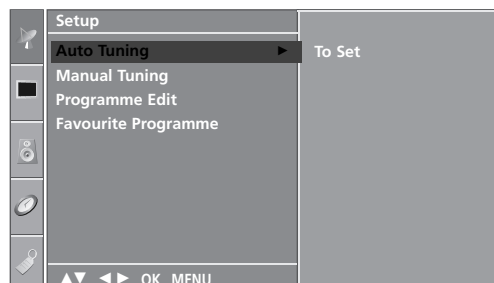 Setup
Auto Tuning ► To Set
Manual Tuning
Programme Edit
Favourite Programme
▲▼ ◄► OK MENU